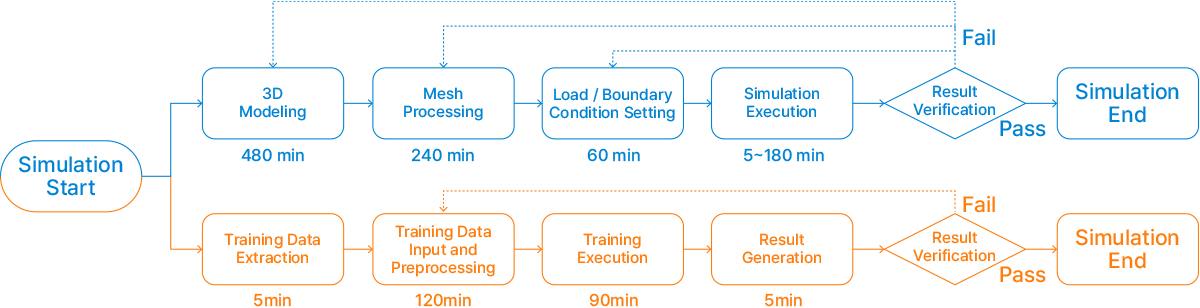 Simulation
Start
3D
Modeling
480 min
Mesh
Processing
240 min
Load / Boundary
Condition Setting
60 min
Simulation
Execution
5~180 min
Result
Verification
Fail
Pass
Simulation
End
Training Data
Extraction
5min
Training Data
Input and
Preprocessing
120min
Training
Execution
90min
Result
Generation
5min
Result
Verification
Fail
Pass
Simulation
End